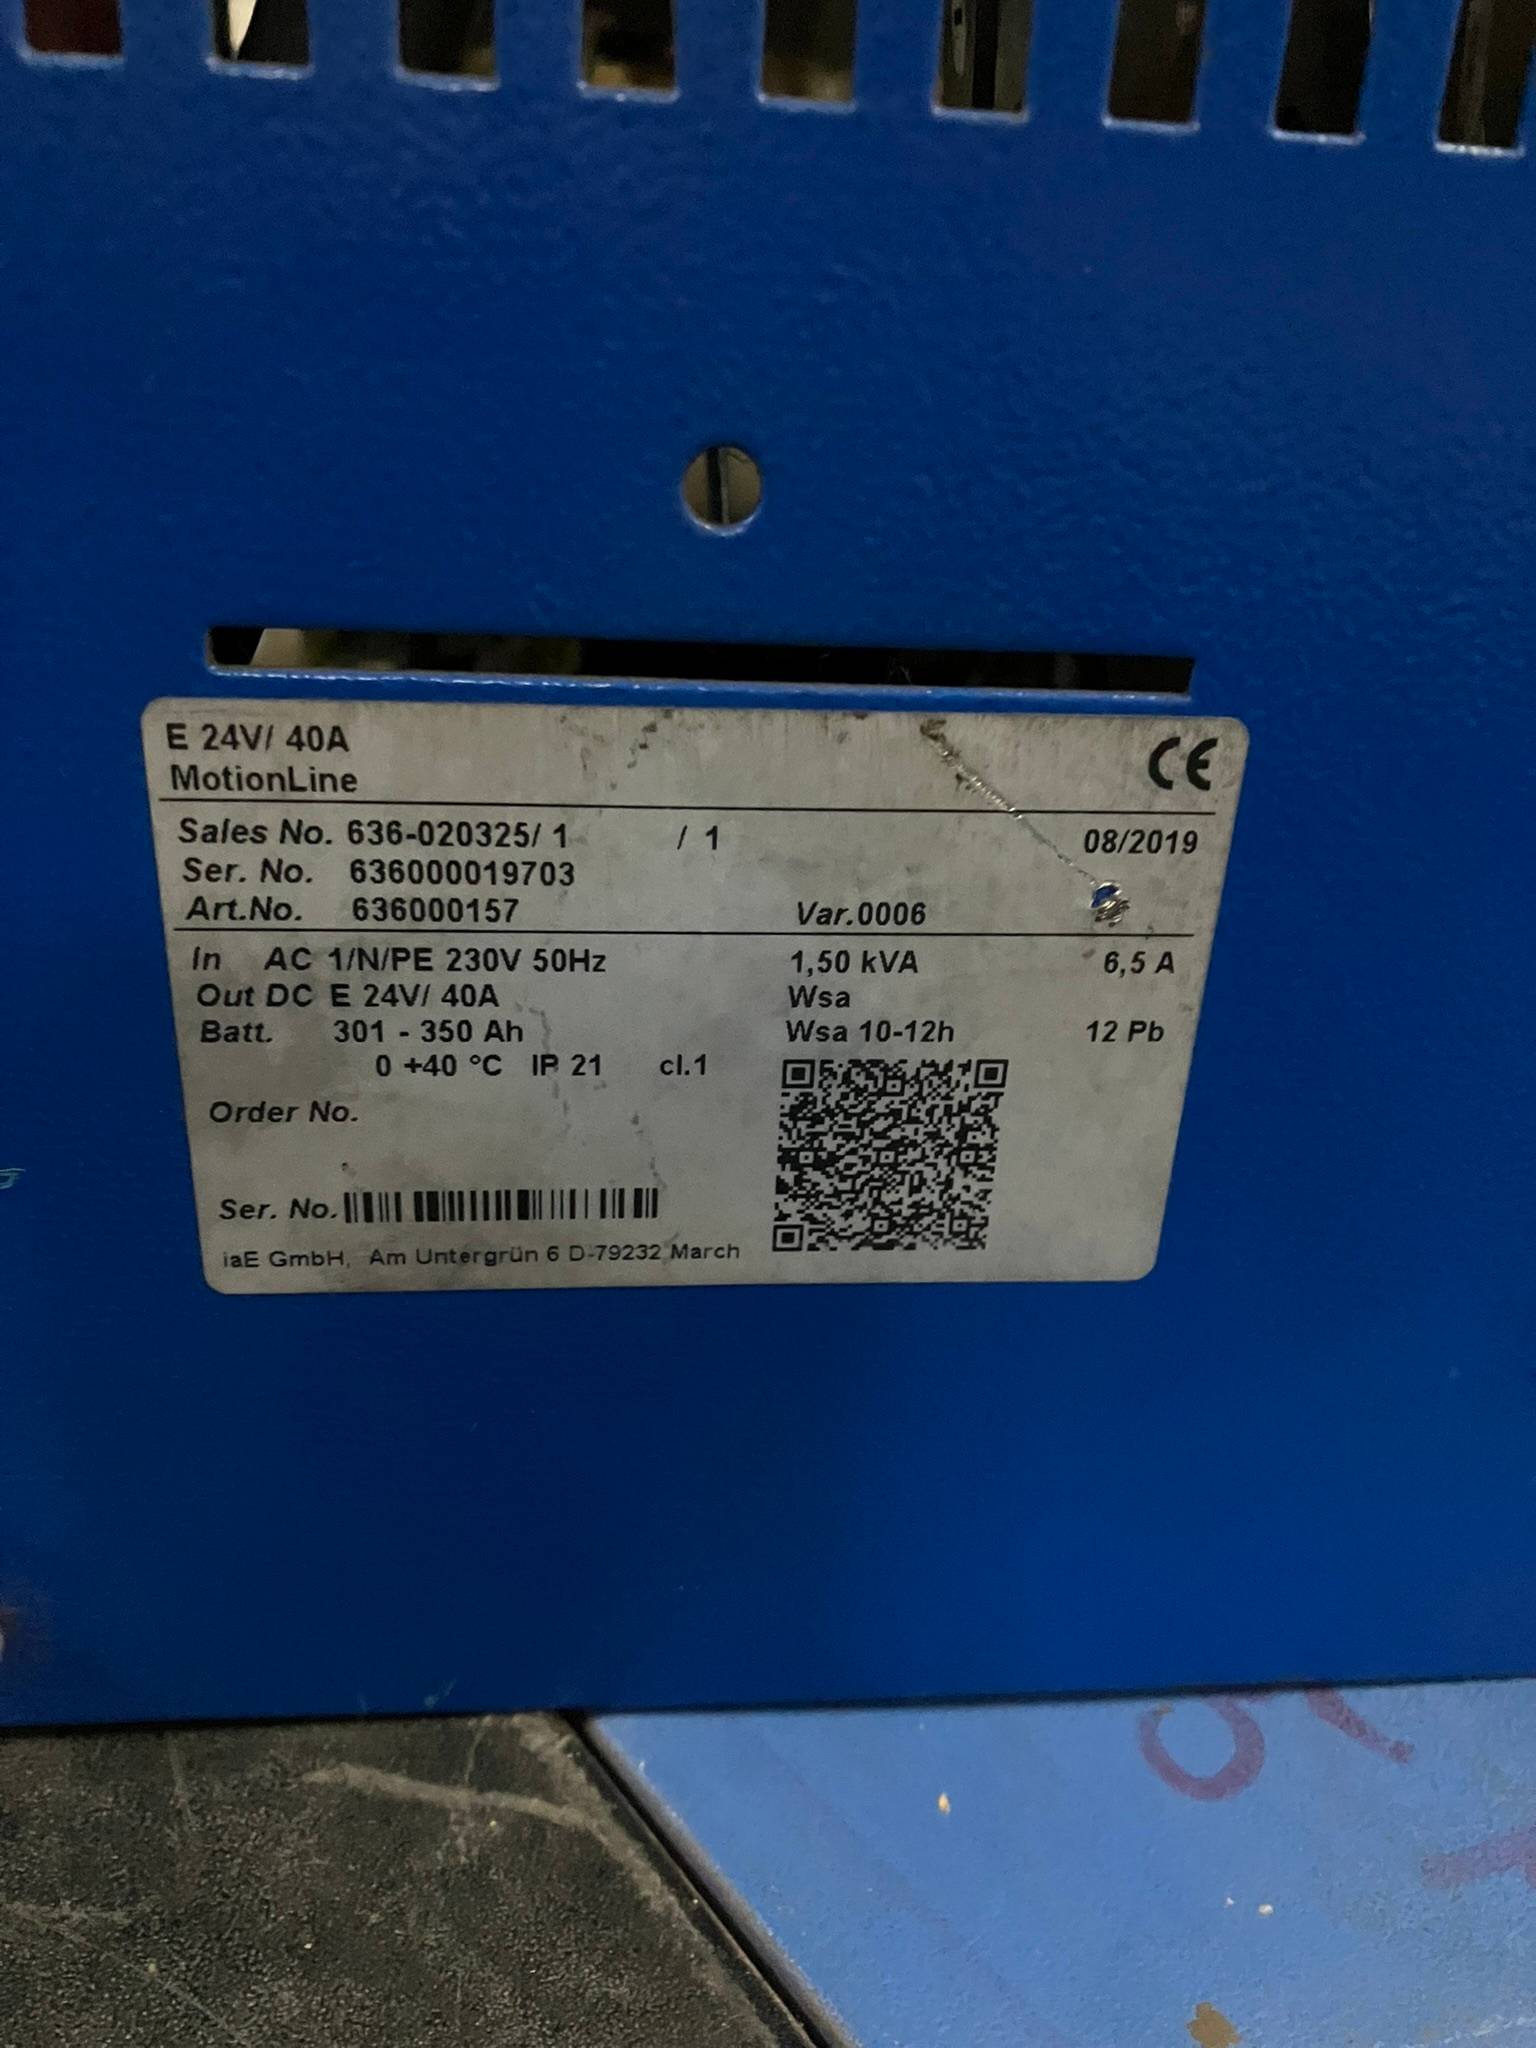 E 24V/ 40A
MotionLine
CE
Sales No. 636-020325/ 1 / 1 08/2019
Ser. No. 636000019703
Art.No. 636000157 Var.0006
In AC 1/N/PE 230V 50Hz 1,50 kVA 6,5 A
Out DC E 24V/ 40A Wsa
Batt. 301 - 350 Ah Wsa 10-12h 12 Pb
0 +40 °C IP 21 cl.1
Order No.
Ser. No.
iaE GmbH, Am Untergrün 6 D-79232 March